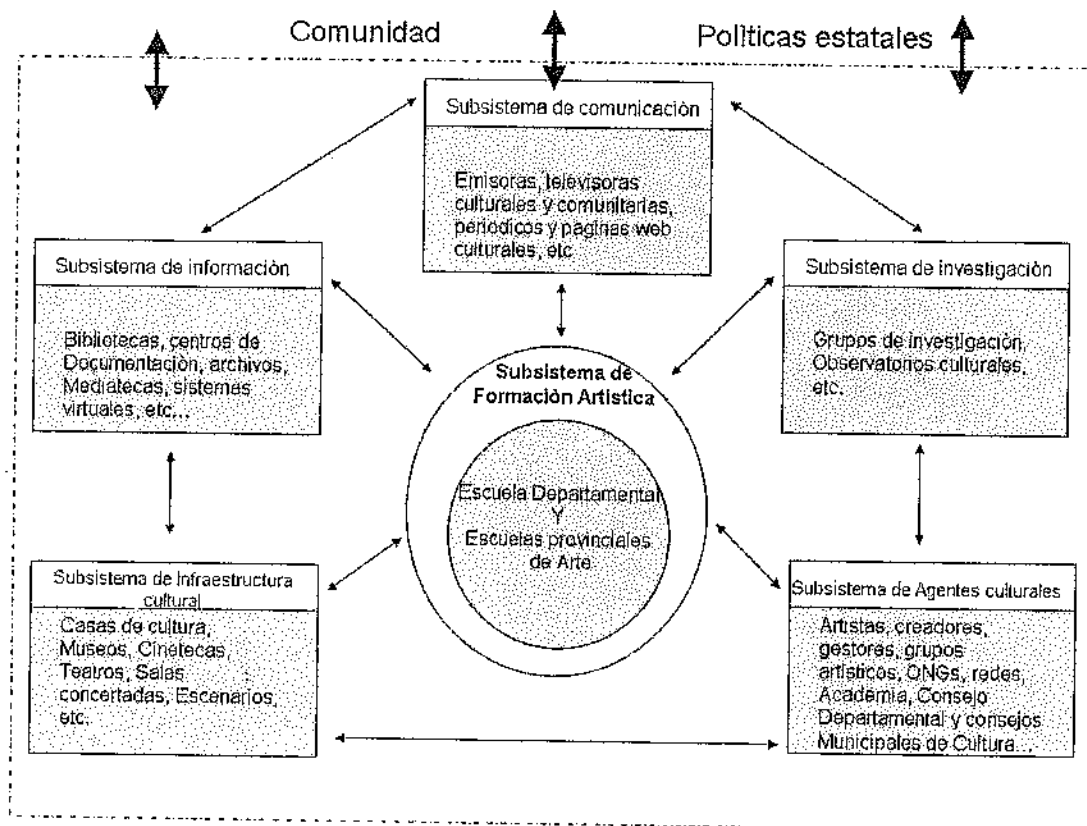 Comunidad
Políticas estatales
Subsistema de comunicación
Emisoras, televisoras
culturales y comunitarias,
periodicos y paginas web
culturales, etc
Subsistema de información
Bibliotecas, centros de
Documentación, archivos,
Mediatecas, sistemas
virtuales, etc...
Subsistema de investigación
Grupos de investigación,
Observatorios culturales,
etc.
Subsistema de
Formación Artística
Escuela Departamental
Y
Escuelas provinciales
de Arte
Subsistema de Infraestructura
cultural
Casas de cultura,
Museos, Cinetecas,
Teatros, Salas
concertadas, Escenarios,
etc.
Subsistema de Agentes culturales
Artistas, creadores,
gestores, grupos
artísticos, ONGs, redes,
Academia, Consejo
Departamental y consejos
Municipales de Cultura...